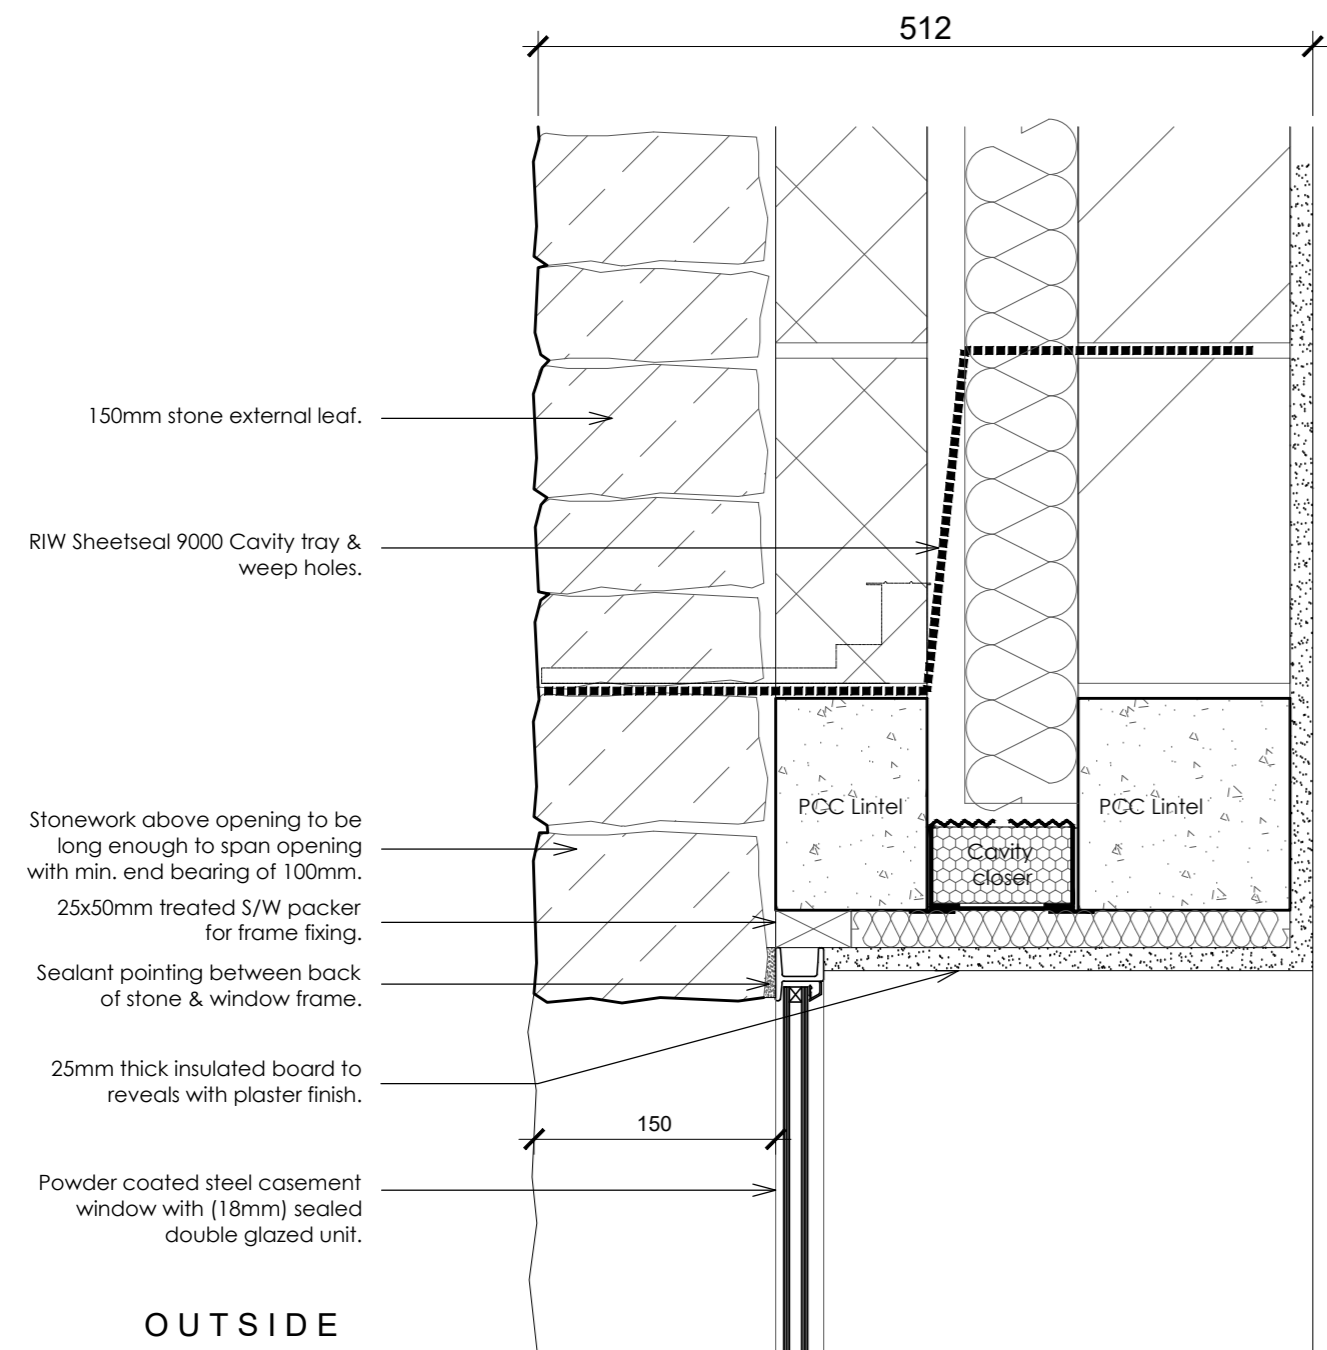 512
150mm stone external leaf.
RIW Sheetseal 9000 Cavity tray &
weep holes.
PCC Lintel
PCC Lintel
Stonework above opening to be
long enough to span opening
with min. end bearing of 100mm.
Cavity
closer
25x50mm treated S/W packer
for frame fixing.
Sealant pointing between back
of stone & window frame.
25mm thick insulated board to
reveals with plaster finish.
150
Powder coated steel casement
window with (18mm) sealed
double glazed unit.
OUTSIDE